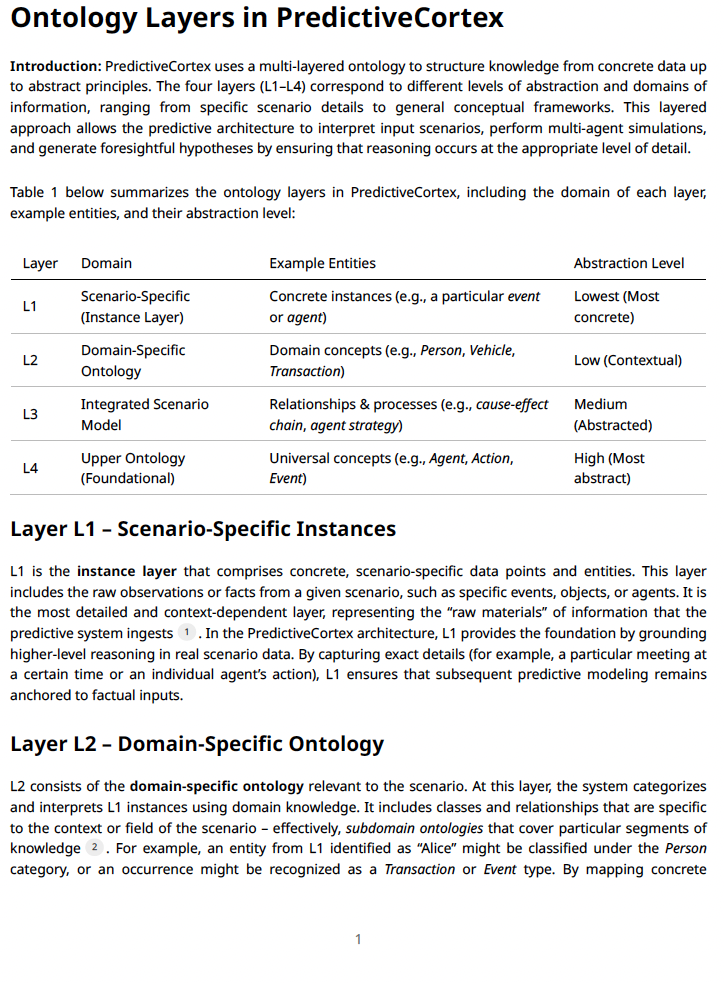 Ontology Layers in PredictiveCortex
Introduction: PredictiveCortex uses a multi-layered ontology to structure knowledge from concrete data up
to abstract principles. The four layers (L1–L4) correspond to different levels of abstraction and domains of
information, ranging from specific scenario details to general conceptual frameworks. This layered
approach allows the predictive architecture to interpret input scenarios, perform multi-agent simulations,
and generate foresightful hypotheses by ensuring that reasoning occurs at the appropriate level of detail.
Table 1 below summarizes the ontology layers in PredictiveCortex, including the domain of each layer,
example entities, and their abstraction level:
Layer Domain Example Entities Abstraction Level
L1 Scenario-Specific (Instance Layer) Concrete instances (e.g., a particular event or agent) Lowest (Most concrete)
L2 Domain-Specific Ontology Domain concepts (e.g., Person, Vehicle, Transaction) Low (Contextual)
L3 Integrated Scenario Model Relationships & processes (e.g., cause-effect chain, agent strategy) Medium (Abstracted)
L4 Upper Ontology (Foundational) Universal concepts (e.g., Agent, Action, Event) High (Most abstract)
Layer L1 – Scenario-Specific Instances
L1 is the instance layer that comprises concrete, scenario-specific data points and entities. This layer
includes the raw observations or facts from a given scenario, such as specific events, objects, or agents. It is
the most detailed and context-dependent layer, representing the “raw materials” of information that the
predictive system ingests 1 . In the PredictiveCortex architecture, L1 provides the foundation by grounding
higher-level reasoning in real scenario data. By capturing exact details (for example, a particular meeting at
a certain time or an individual agent’s action), L1 ensures that subsequent predictive modeling remains
anchored to factual inputs.
Layer L2 – Domain-Specific Ontology
L2 consists of the domain-specific ontology relevant to the scenario. At this layer, the system categorizes
and interprets L1 instances using domain knowledge. It includes classes and relationships that are specific
to the context or field of the scenario – effectively, subdomain ontologies that cover particular segments of
knowledge 2 . For example, an entity from L1 identified as “Alice” might be classified under the Person
category, or an occurrence might be recognized as a Transaction or Event type. By mapping concrete
1